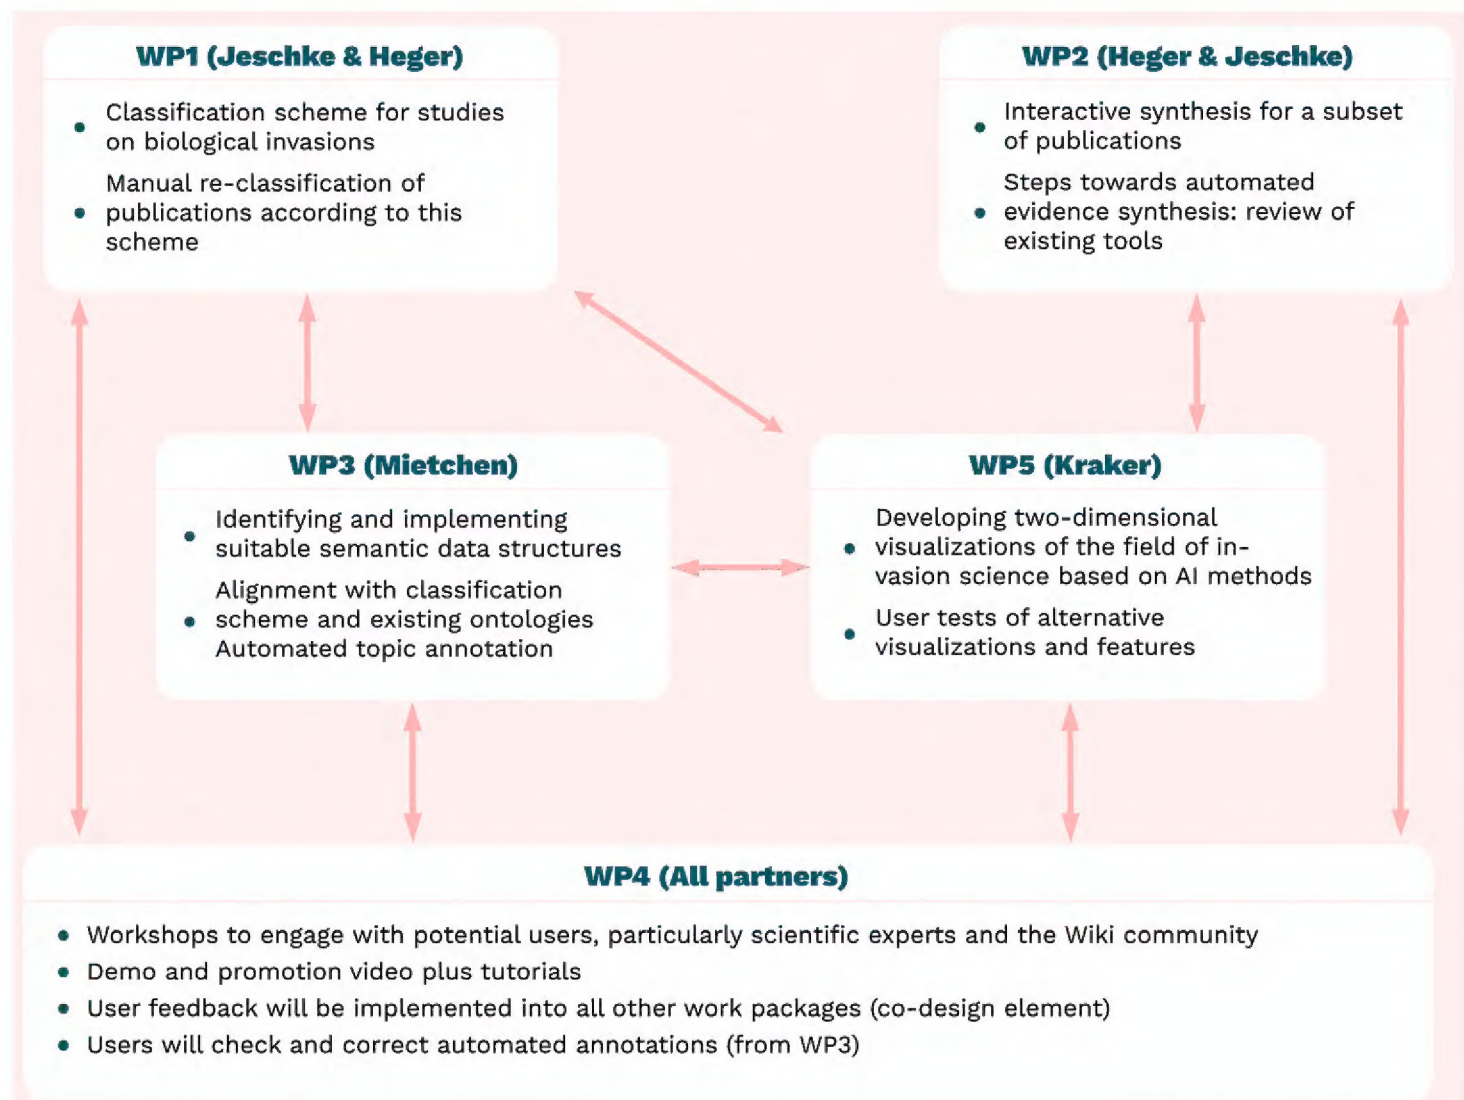 WP1 (Jeschke & Heger)
• Classification scheme for studies
on biological invasions
• Manual re-classification of
publications according to this
scheme
WP2 (Heger & Jeschke)
• Interactive synthesis for a subset
of publications
• Steps towards automated
evidence synthesis: review of
existing tools
WP3 (Mietchen)
• Identifying and implementing
suitable semantic data structures
• Alignment with classification
scheme and existing ontologies
Automated topic annotation
WP5 (Kraker)
• Developing two-dimensional
visualizations of the field of in-
vasion science based on AI methods
• User tests of alternative
visualizations and features
WP4 (All partners)
• Workshops to engage with potential users, particularly scientific experts and the Wiki community
• Demo and promotion video plus tutorials
• User feedback will be implemented into all other work packages (co-design element)
• Users will check and correct automated annotations (from WP3)